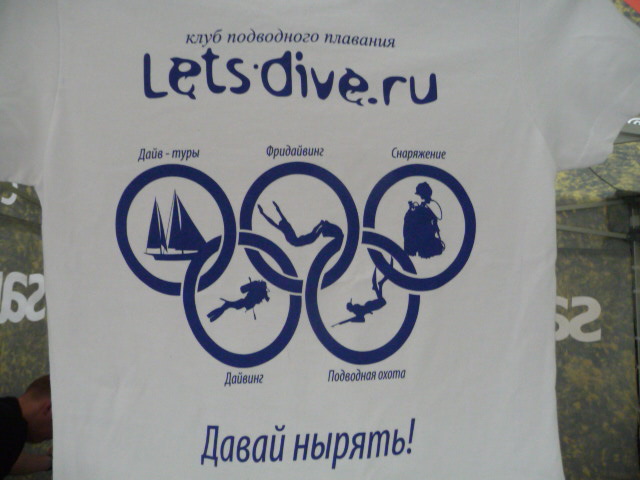 клуб подводного плавания
Lets·dive.ru
Дайв - туры
Фридайвинг
Снаряжение
Дайвинг
Подводная охота
Давай нырять!